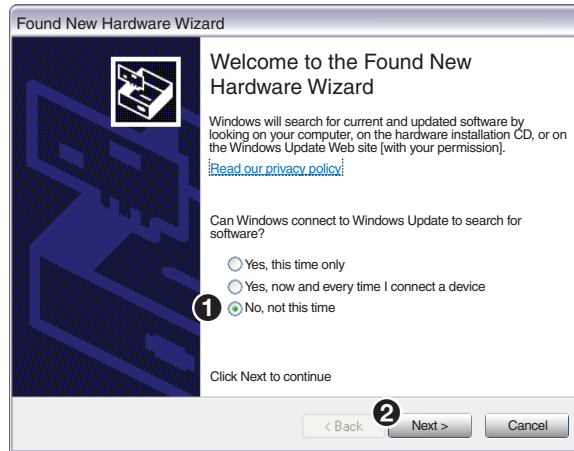 Found New Hardware Wizard
Welcome to the Found New
Hardware Wizard
Windows will search for current and updated software by
looking on your computer, on the hardware installation CD, or on
the Windows Update Web site [with your permission].
Read our privacy policy
Can Windows connect to Windows Update to search for
software?
Yes, this time only
Yes, now and every time I connect a device
1 No, not this time
Click Next to continue
< Back 2 Next > Cancel